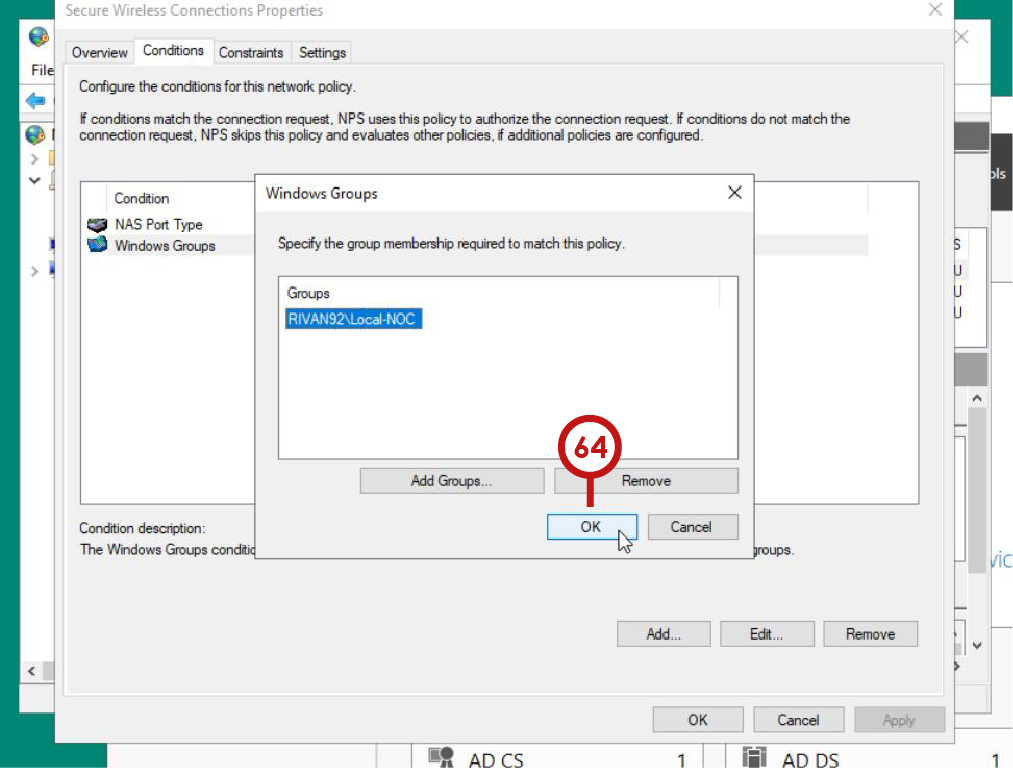 Secure Wireless Connections Properties
File
Overview
Conditions
Constraints
Settings
Configure the conditions for this network policy.
If conditions match the connection request, NPS uses this policy to authorize the connection request. If conditions do not match the
connection request, NPS skips this policy and evaluates other policies, if additional policies are configured.
Condition
NAS Port Type
Windows Groups
Windows Groups
Specify the group membership required to match this policy.
Groups
RIVAN92\Local-NOC
64
Add Groups...
Remove
OK
Cancel
Condition description:
The Windows Groups conditio
groups.
Add...
Edit...
Remove
OK
Cancel
Apply
AD CS
1
AD DS
1